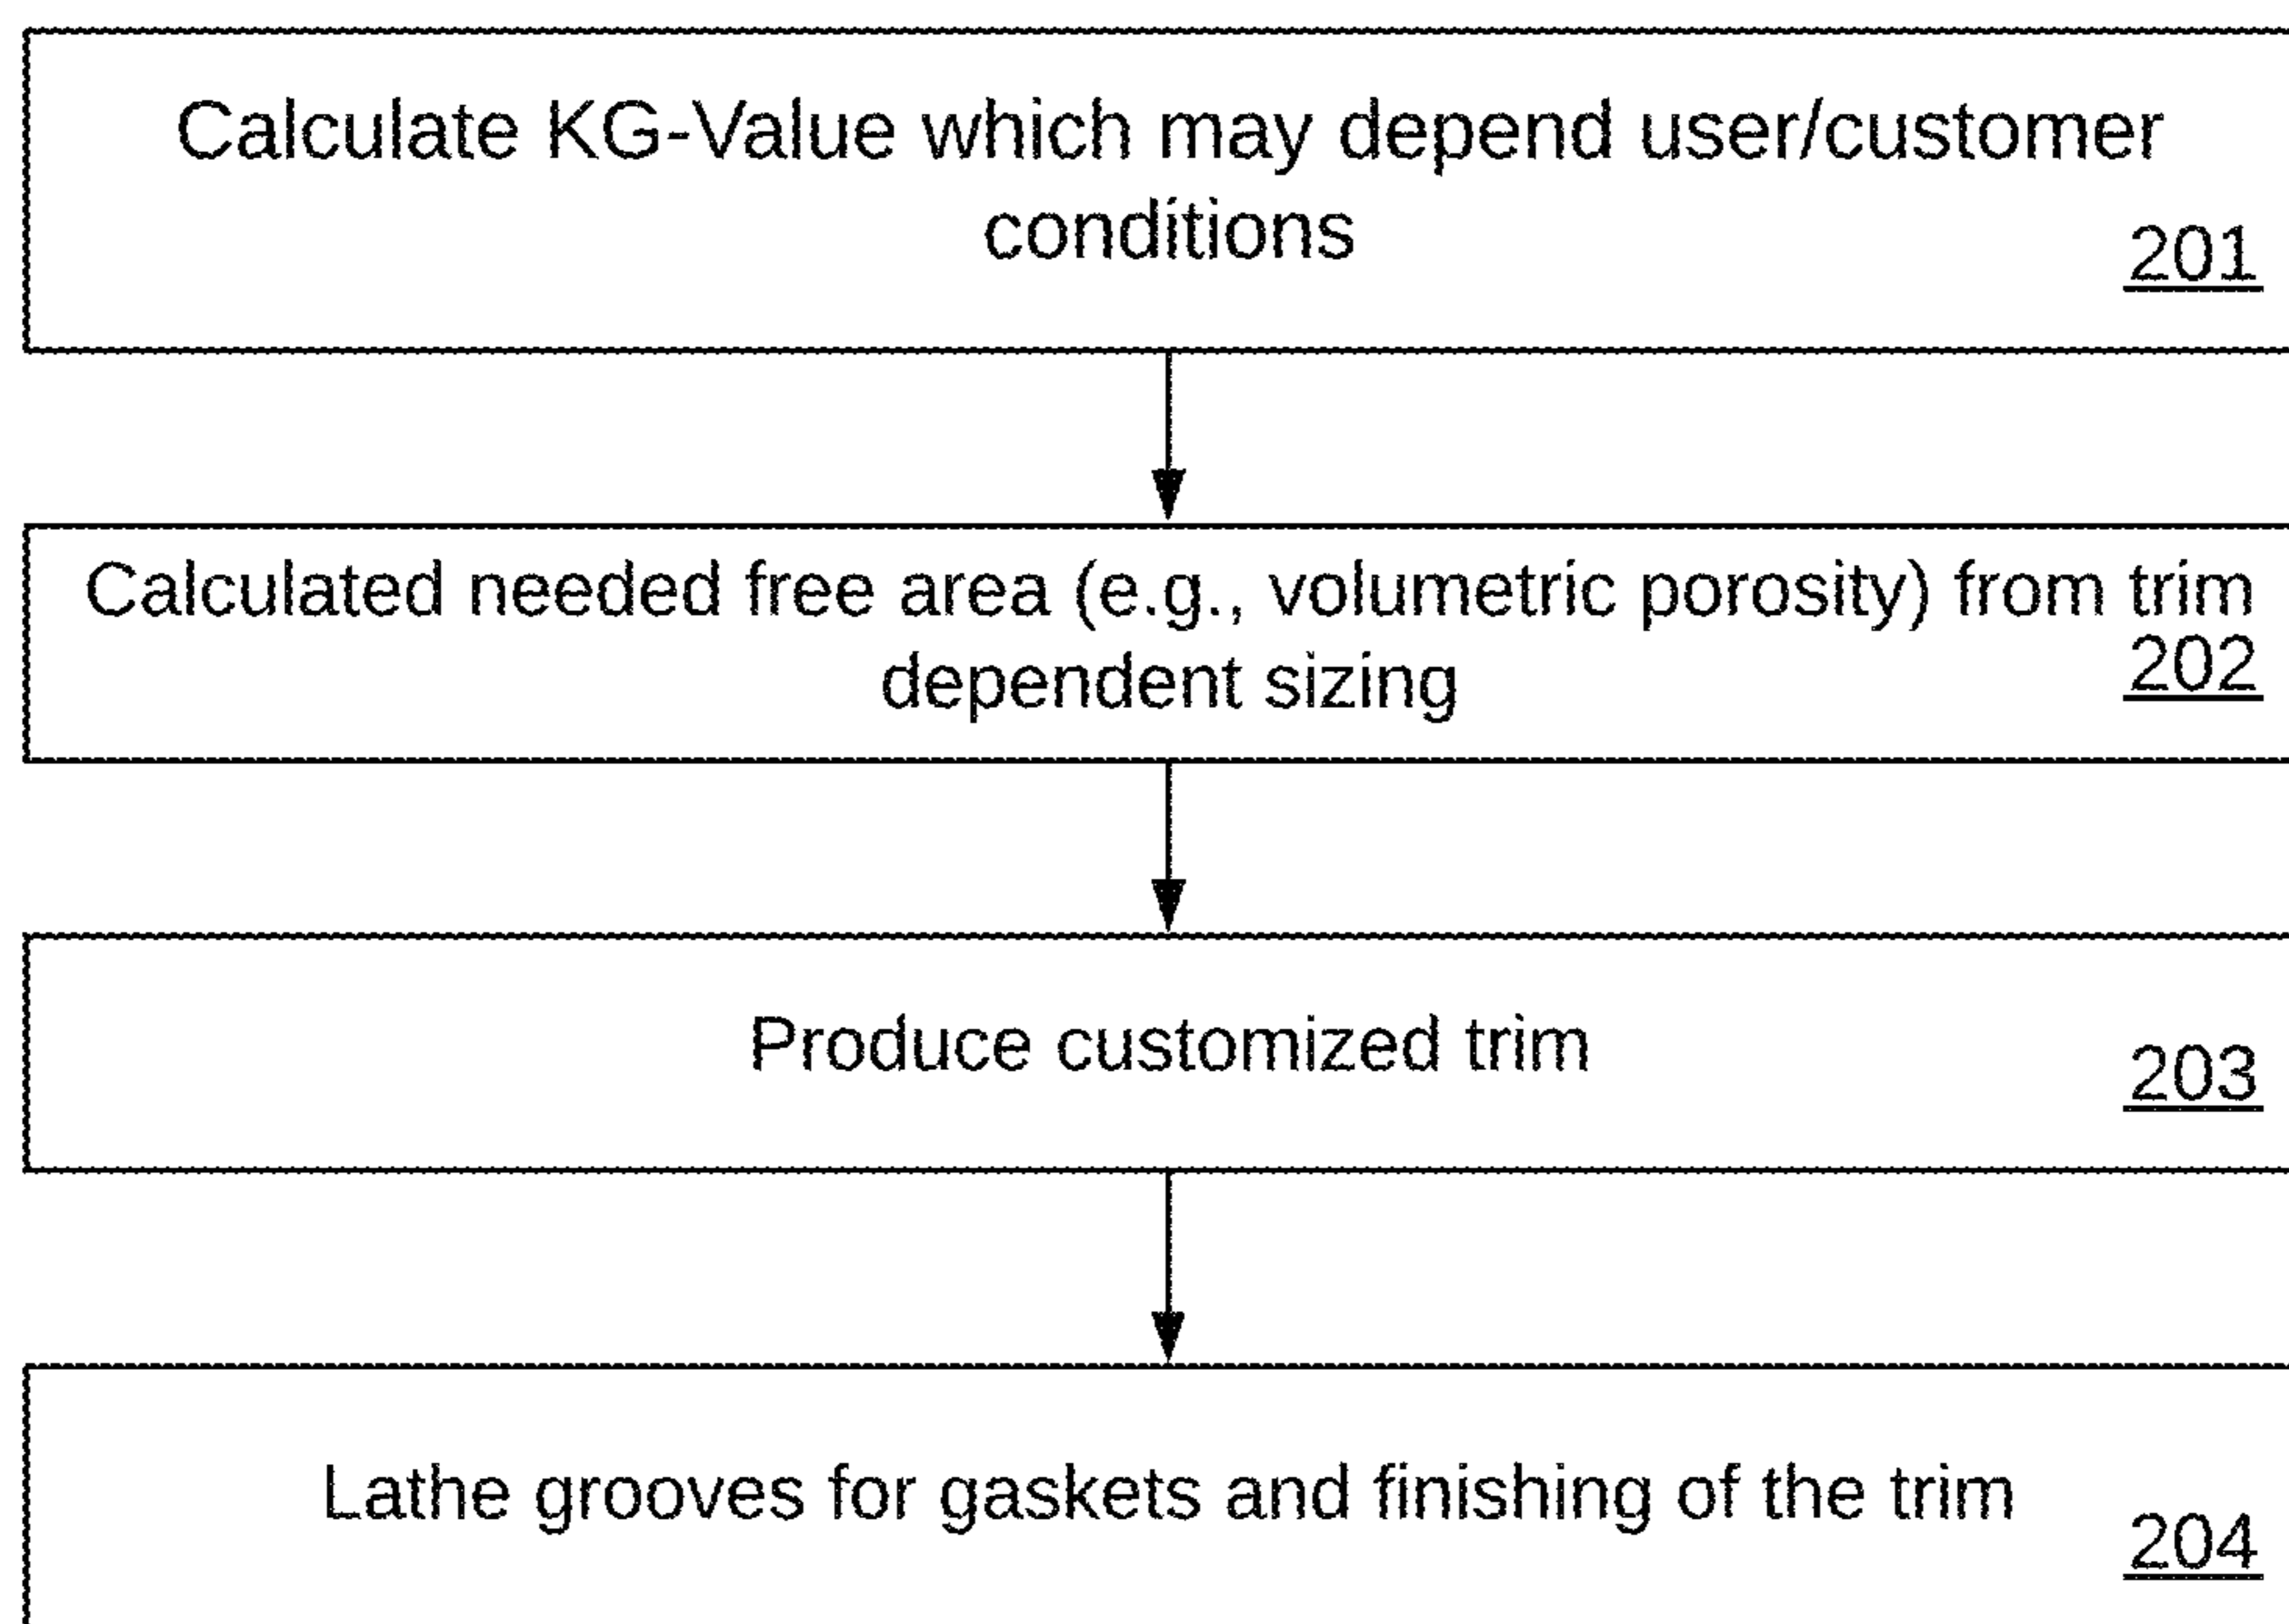 Calculate KG-Value which may depend user/customer
conditions
201
Calculated needed free area (e.g., volumetric porosity) from trim
dependent sizing
202
Produce customized trim
203
Lathe grooves for gaskets and finishing of the trim
204